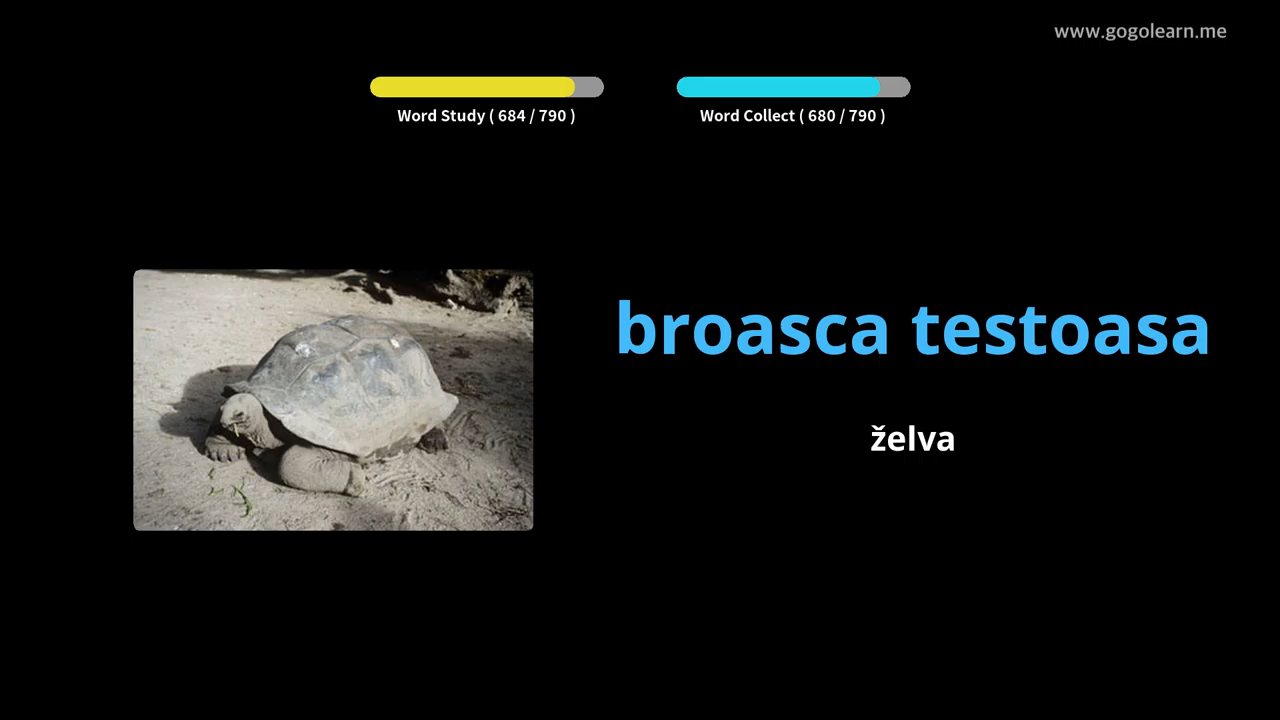 www.gogolearn.me
Word Study ( 684 / 790 )
Word Collect ( 680 / 790 )
broasca testoasa
želva